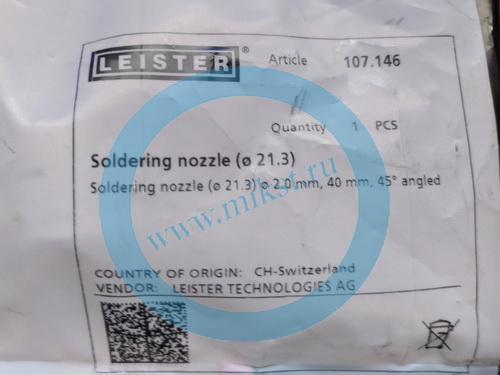 LEISTER® Article 107.146
Quantity 1 PCS
Soldering nozzle (ø 21.3)
Soldering nozzle (ø 21.3) ø 2.0 mm, 40 mm, 45° angled
www.mikst.ru
COUNTRY OF ORIGIN: CH-Switzerland
VENDOR: LEISTER TECHNOLOGIES AG